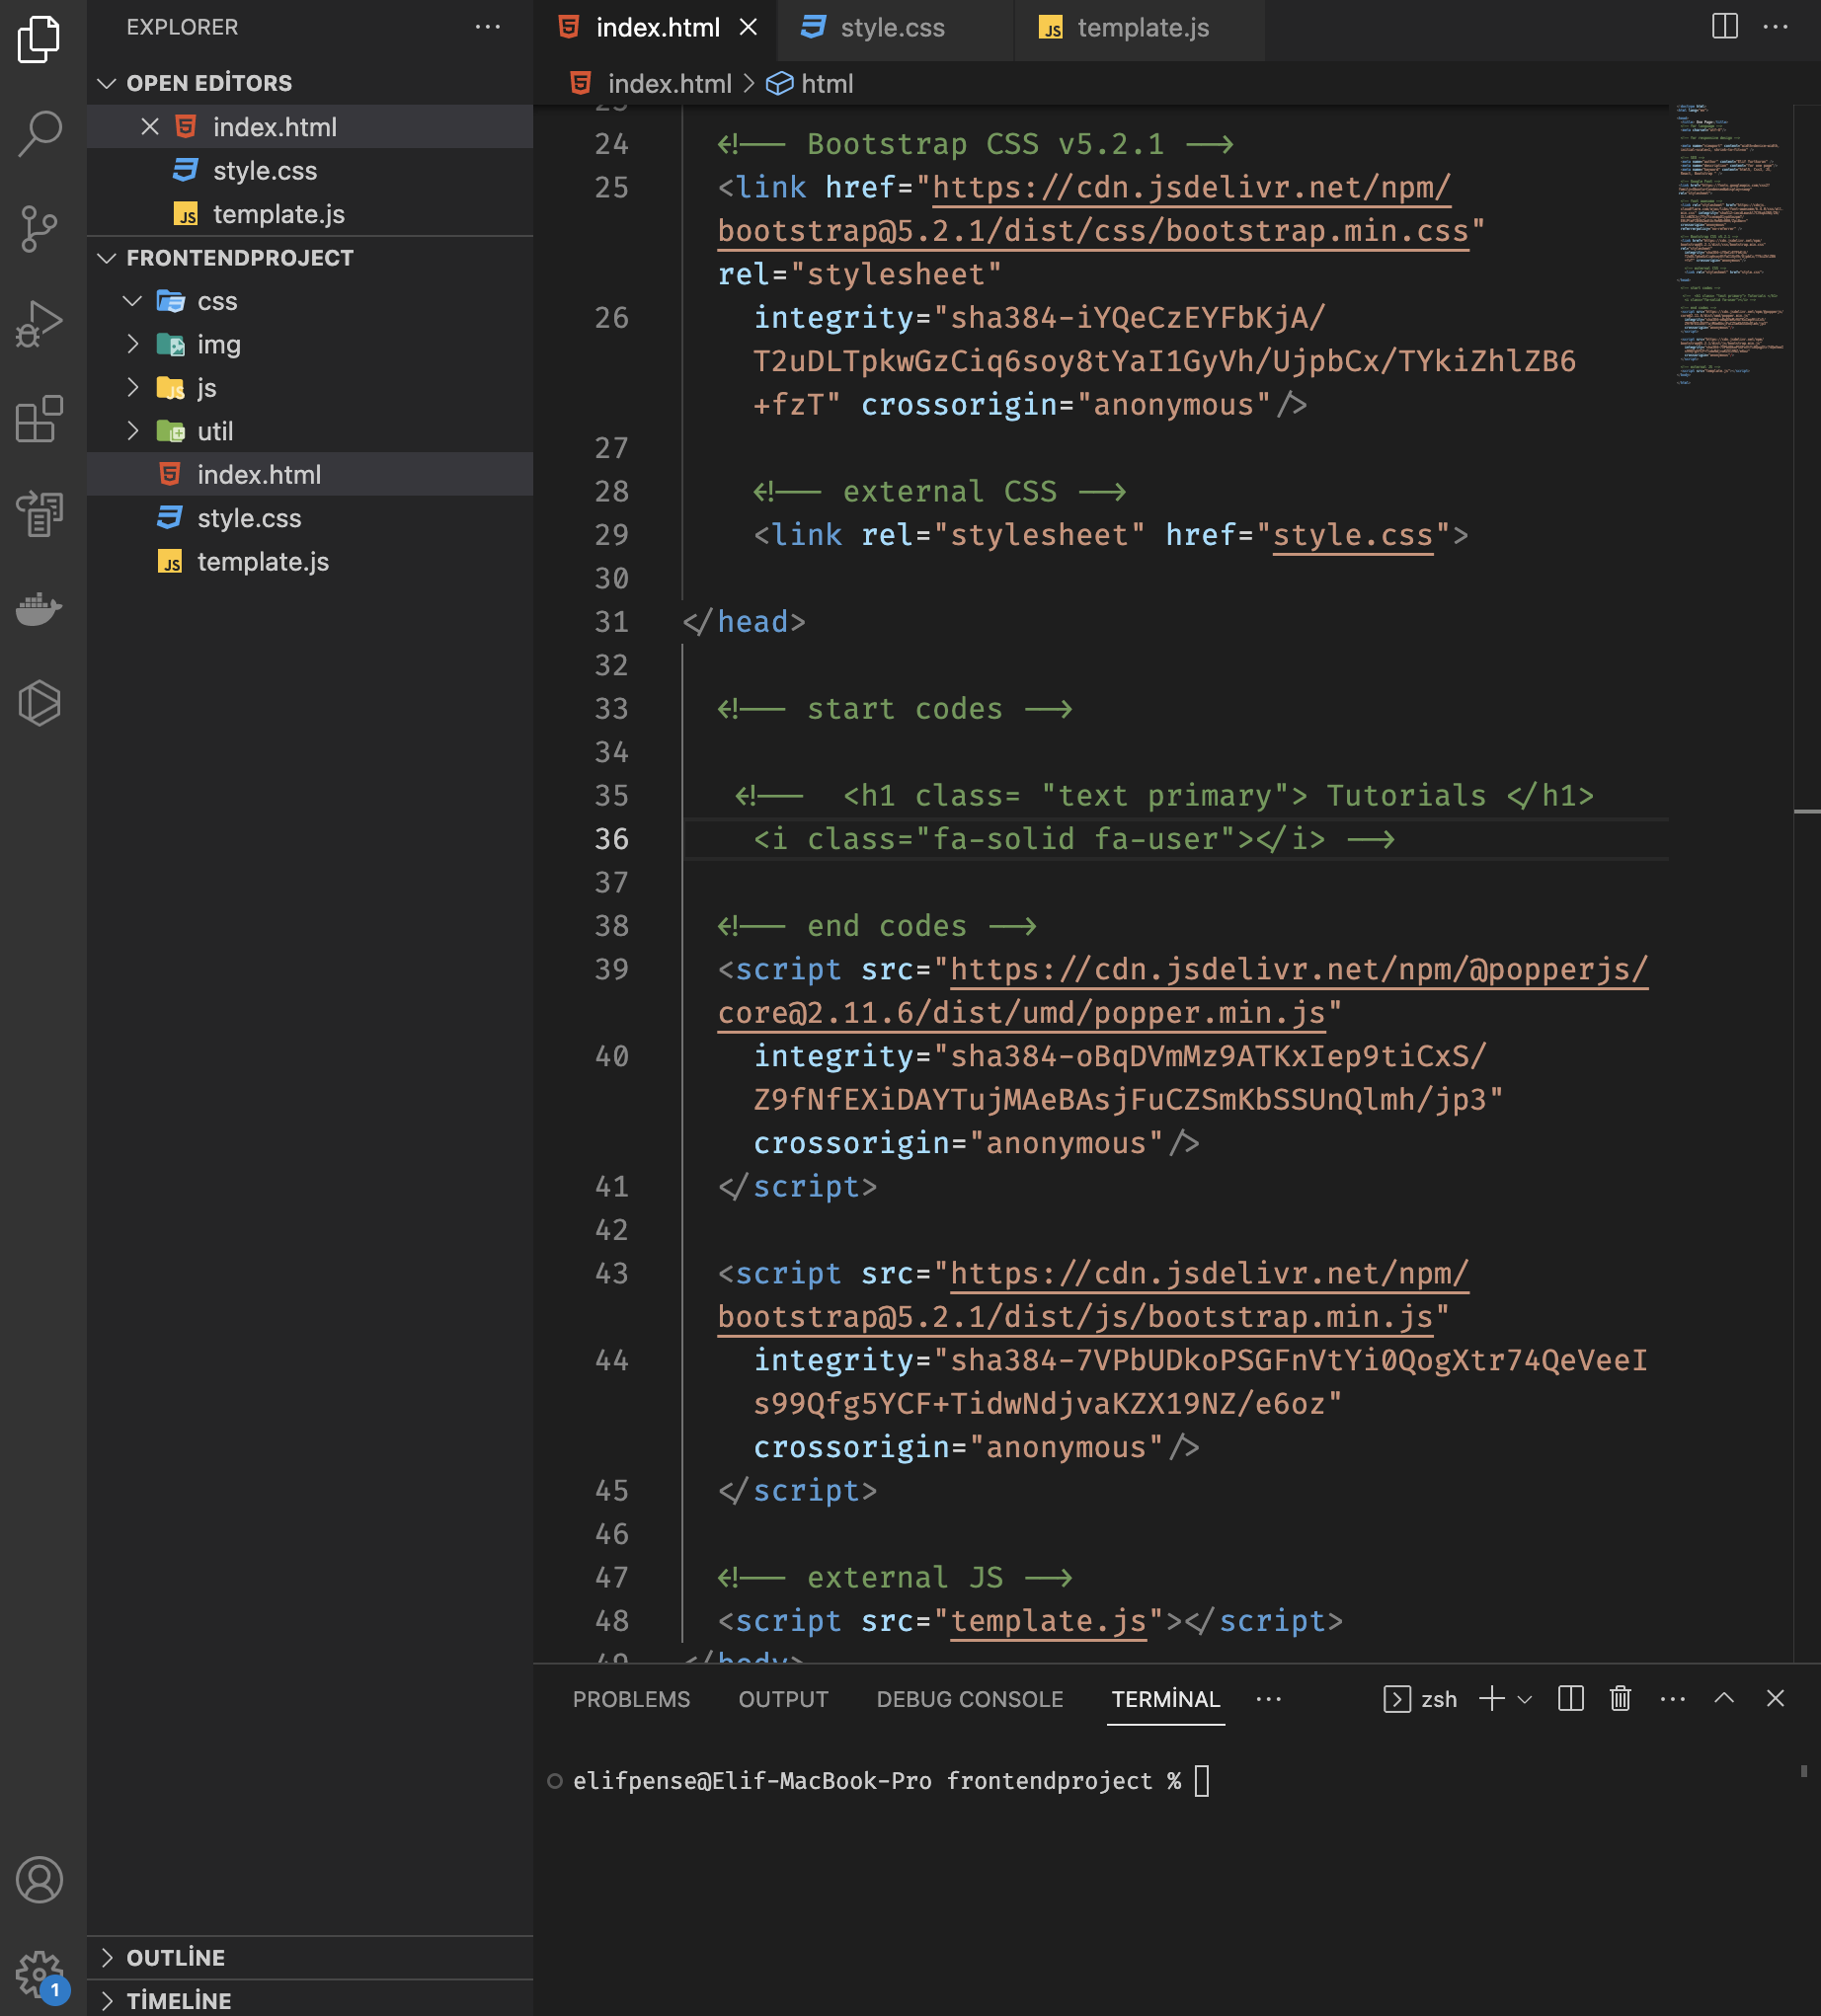 EXPLORER
OPEN EDİTORS
index.html
style.css
template.js
FRONTENDPROJECT
css
img
js
util
index.html
style.css
template.js
OUTLİNE
TİMELİNE
1
index.html
style.css
template.js
index.html > html
24 <!-- Bootstrap CSS v5.2.1 -->
25 <link href="https://cdn.jsdelivr.net/npm/
bootstrap@5.2.1/dist/css/bootstrap.min.css"
rel="stylesheet"
26 integrity="sha384-iYQeCzEYFbKjA/
T2uDLTpkwGzCiq6soy8tYaI1GyVh/UjpbCx/TYkiZhlZB6
+fzT" crossorigin="anonymous"/>
27
28 <!-- external CSS -->
29 <link rel="stylesheet" href="style.css">
30
31 </head>
32
33 <!-- start codes -->
34
35 <!-- <h1 class= "text primary"> Tutorials </h1>
36 <i class="fa-solid fa-user"></i> -->
37
38 <!-- end codes -->
39 <script src="https://cdn.jsdelivr.net/npm/@popperjs/
core@2.11.6/dist/umd/popper.min.js"
40 integrity="sha384-oBqDVmMz9ATKxIep9tiCxS/
Z9fNfEXiDAYTujMAeBAsjFuCZSmKbSSUnQlmh/jp3"
crossorigin="anonymous"/>
41 </script>
42
43 <script src="https://cdn.jsdelivr.net/npm/
bootstrap@5.2.1/dist/js/bootstrap.min.js"
44 integrity="sha384-7VPbUDkoPSGFnVtYi0QogXtr74QeVeeI
s99Qfg5YCF+TidwNdjvaKZX19NZ/e6oz"
crossorigin="anonymous"/>
45 </script>
46
47 <!-- external JS -->
48 <script src="template.js"></script>
49 </body>
PROBLEMS OUTPUT DEBUG CONSOLE TERMİNAL zsh
elifpense@Elif-MacBook-Pro frontendproject %